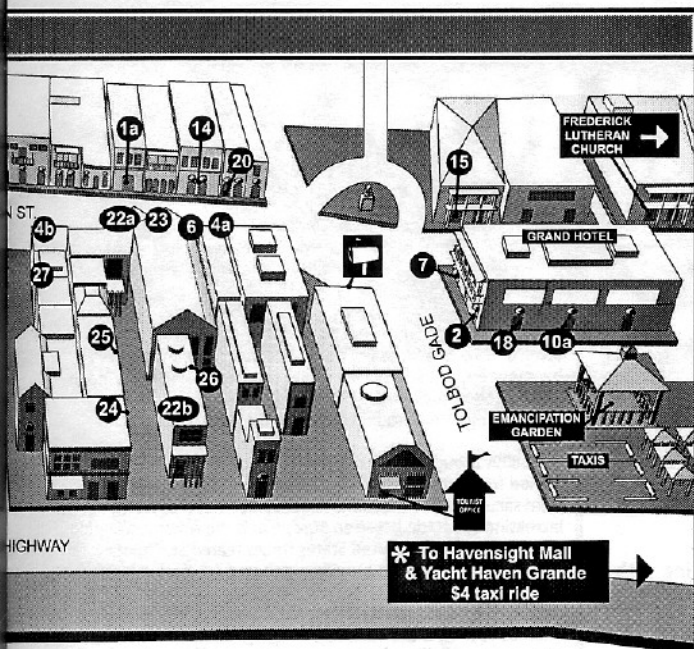 1a
14
20
15
FREDERICK
LUTHERAN
CHURCH
N ST.
4b
22a
23
6
4a
27
GRAND HOTEL
7
2
18
10a
TOLBOD GADE
25
26
24
22b
EMANCIPATION
GARDEN
TAXIS
TOURIST
OFFICE
HIGHWAY
* To Havensight Mall
& Yacht Haven Grande
$4 taxi ride